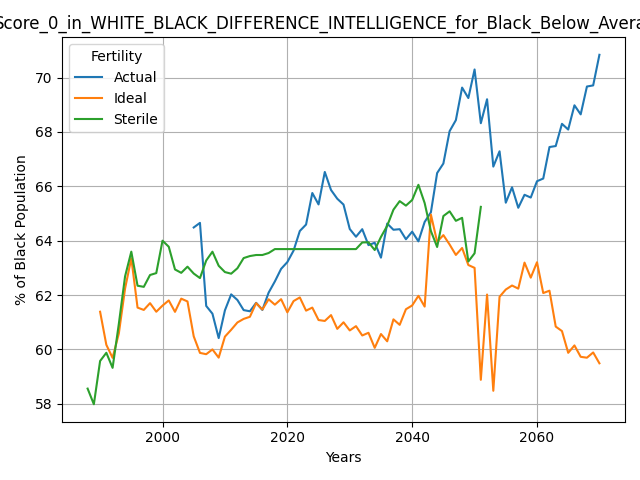 Score_0_in_WHITE_BLACK_DIFFERENCE_INTELLIGENCE_for_Black_Below_Avera
Fertility
Actual
Ideal
Sterile
70
68
66
64
62
60
58
% of Black Population
2000
2020
2040
2060
Years